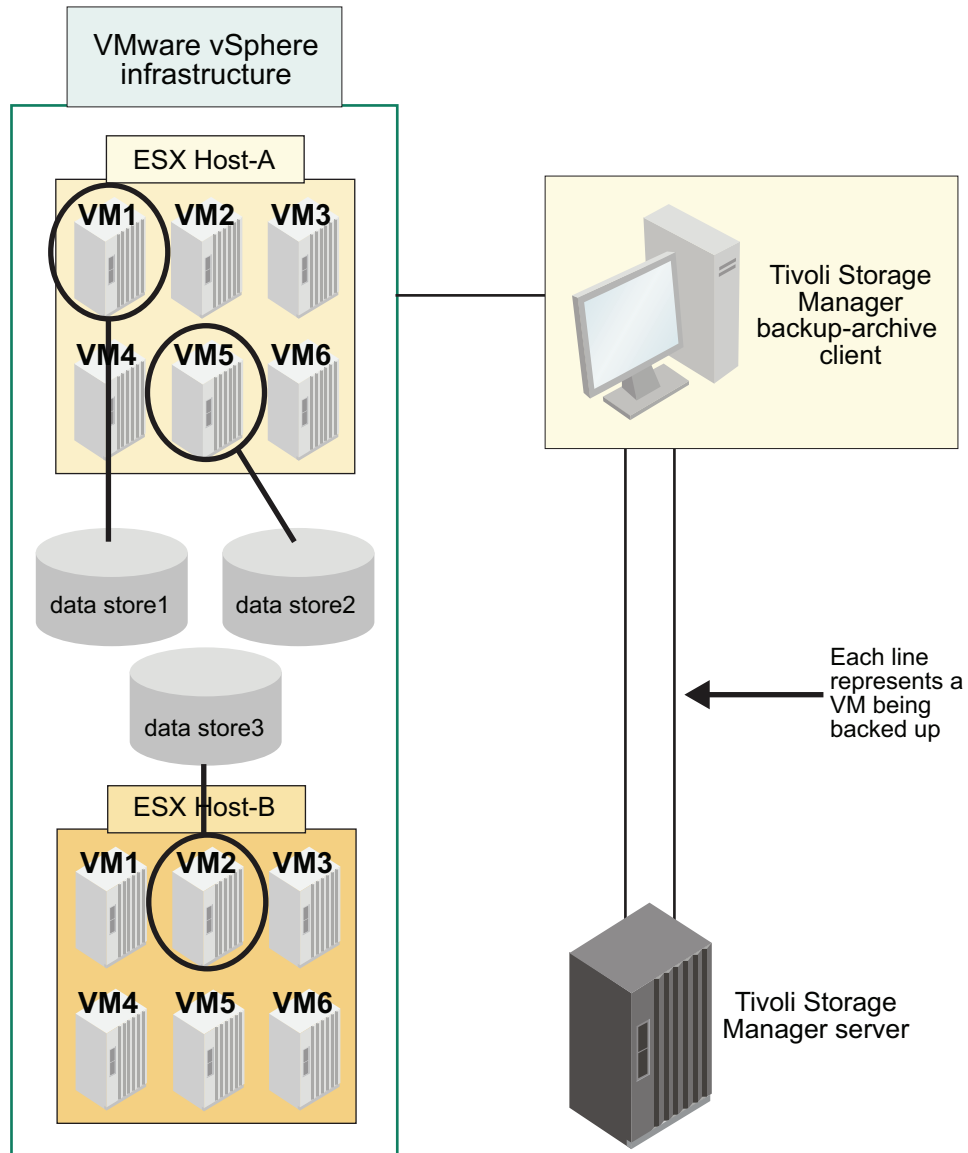 VMware vSphere
infrastructure
ESX Host-A
VM1 VM2 VM3
VM4 VM5 VM6
data store1 data store2
data store3
ESX Host-B
VM1 VM2 VM3
VM4 VM5 VM6
Tivoli Storage
Manager
backup-archive
client
Each line
represents a
VM being
backed up
Tivoli Storage
Manager server